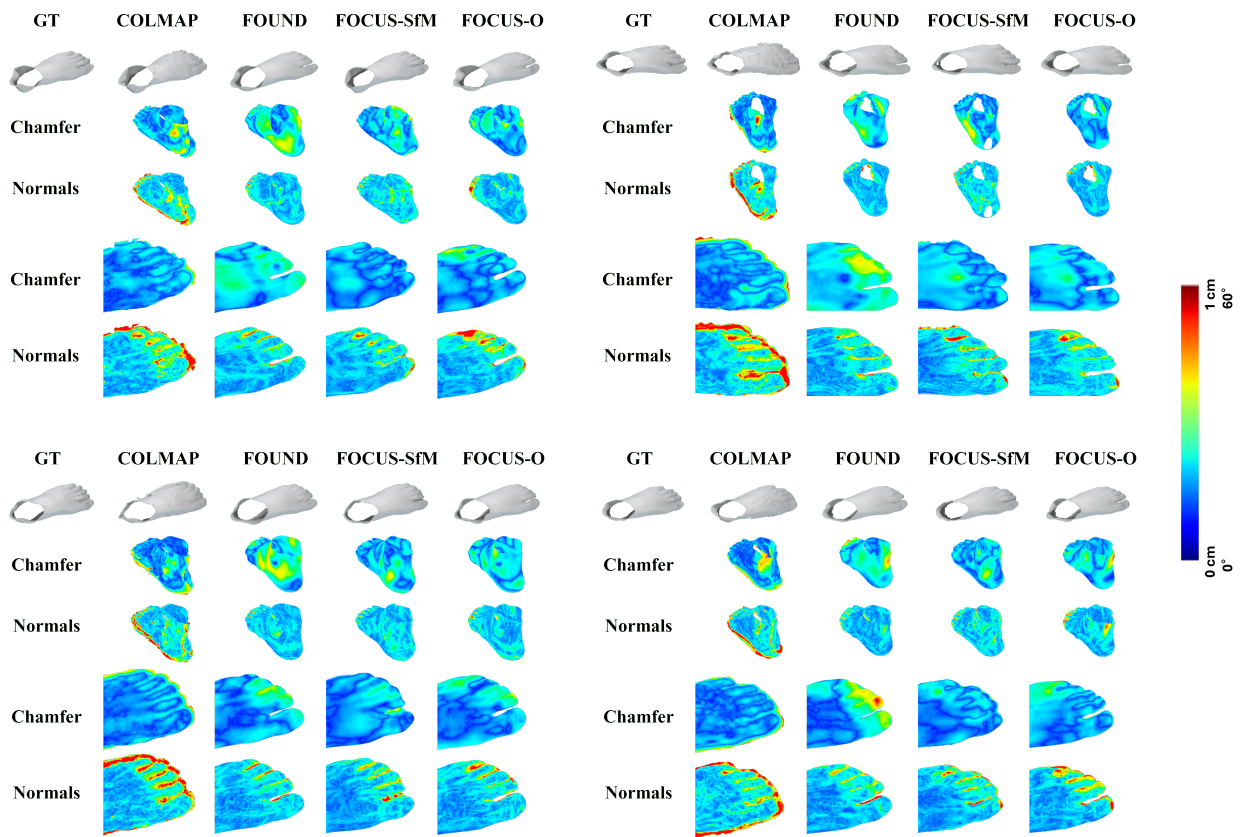 GT COLMAP FOUND FOCUS-SfM FOCUS-O
Chamfer
Normals
Chamfer
Normals
GT COLMAP FOUND FOCUS-SfM FOCUS-O
Chamfer
Normals
Chamfer
Normals
1 cm
60°
0 cm
0°
GT COLMAP FOUND FOCUS-SfM FOCUS-O
Chamfer
Normals
Chamfer
Normals
GT COLMAP FOUND FOCUS-SfM FOCUS-O
Chamfer
Normals
Chamfer
Normals